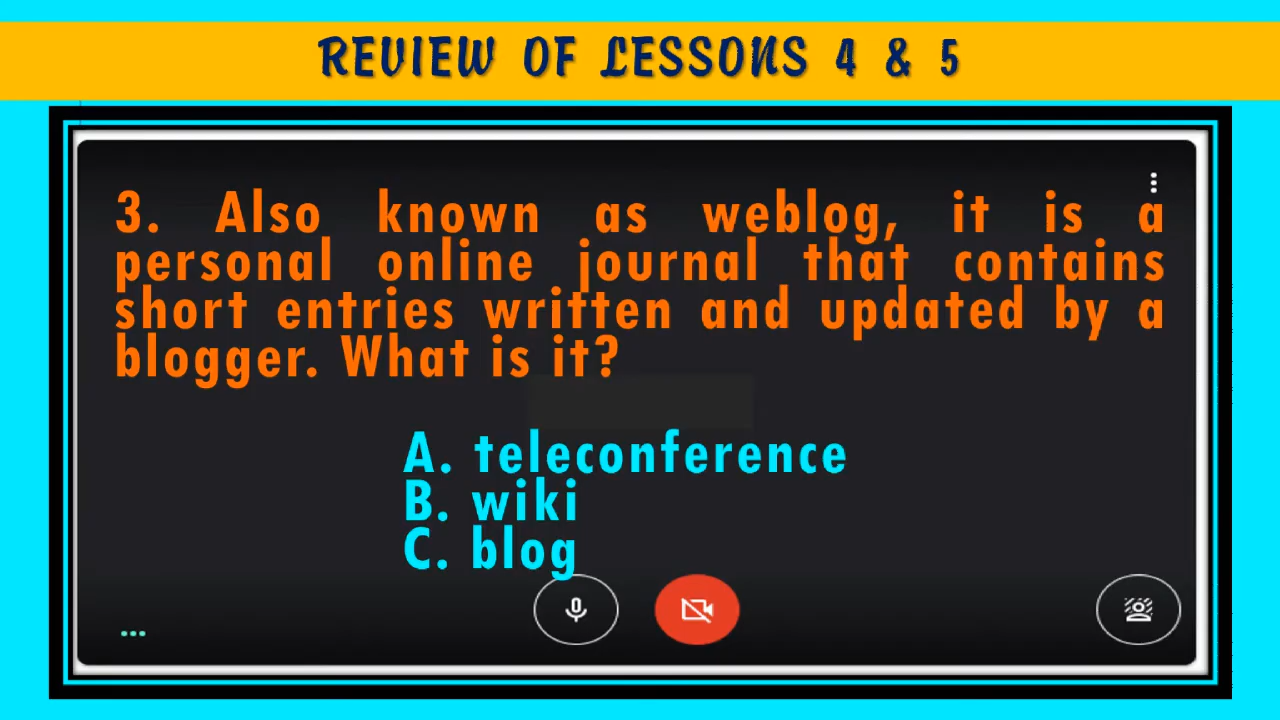 REVIEW OF LESSONS 4 & 5
3. Also known as weblog, it is a
personal online journal that contains
short entries written and updated by a
blogger. What is it?
A. teleconference
B. wiki
C. blog